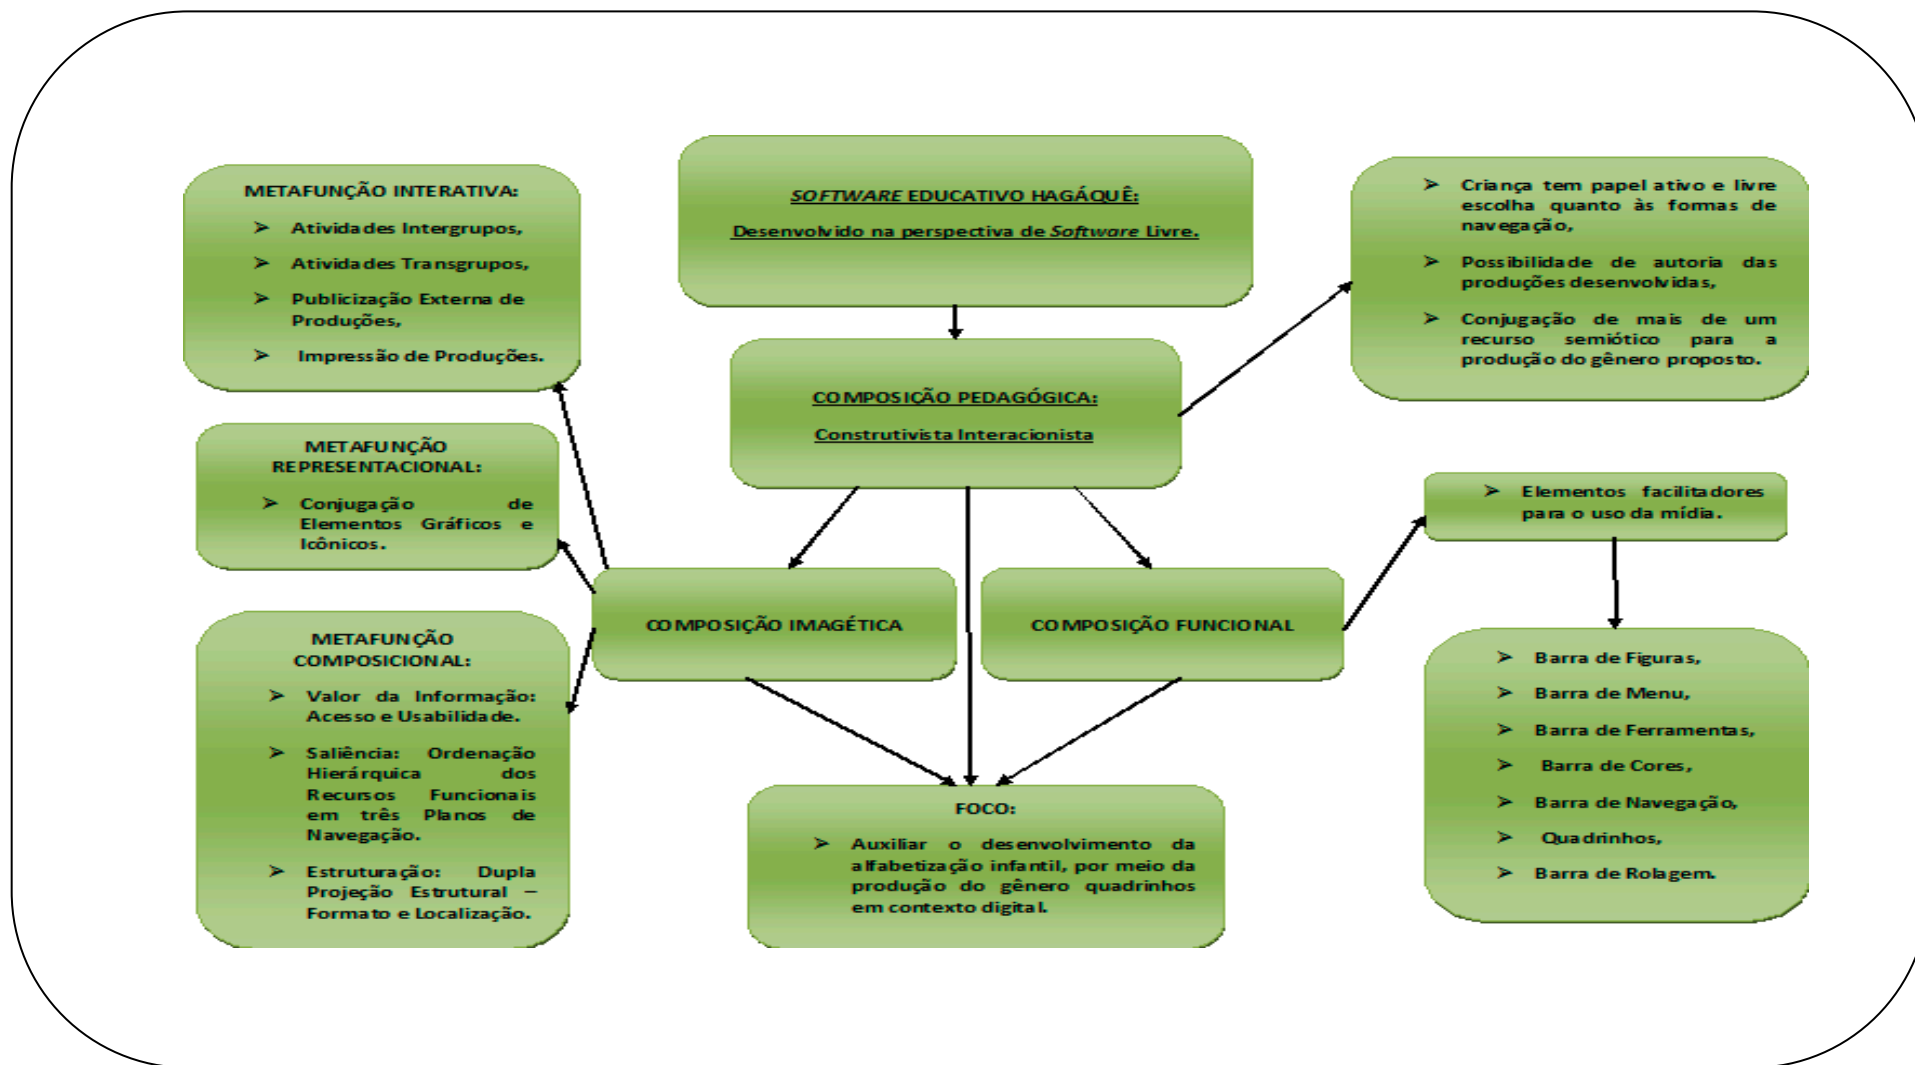 SOFTWARE EDUCATIVO HAGÁQUÊ:
Desenvolvido na perspectiva de Software Livre.
METAFUNÇÃO INTERATIVA:
➢ Atividades Intergrupos,
➢ Atividades Transgrupos,
➢ Publicização Externa de
Produções,
➢ Impressão de Produções.
➢ Criança tem papel ativo e livre
escolha quanto às formas de
navegação,
➢ Possibilidade de autoria das
produções desenvolvidas,
➢ Conjugação de mais de um
recurso semiótico para a
produção do gênero proposto.
COMPOSIÇÃO PEDAGÓGICA:
Construtivista Interacionista
METAFUNÇÃO
REPRESENTACIONAL:
➢ Conjugação de
Elementos Gráficos e
Icônicos.
➢ Elementos facilitadores
para o uso da mídia.
COMPOSIÇÃO IMAGÉTICA
COMPOSIÇÃO FUNCIONAL
METAFUNÇÃO
COMPOSICIONAL:
➢ Valor da Informação:
Acesso e Usabilidade.
➢ Saliência: Ordenação
Hierárquica dos
Recursos Funcionais
em três Planos de
Navegação.
➢ Estruturação: Dupla
Projeção Estrutural –
Formato e Localização.
➢ Barra de Figuras,
➢ Barra de Menu,
➢ Barra de Ferramentas,
➢ Barra de Cores,
➢ Barra de Navegação,
➢ Quadrinhos,
➢ Barra de Rolagem.
FOCO:
➢ Auxiliar o desenvolvimento da
alfabetização infantil, por meio da
produção do gênero quadrinhos
em contexto digital.